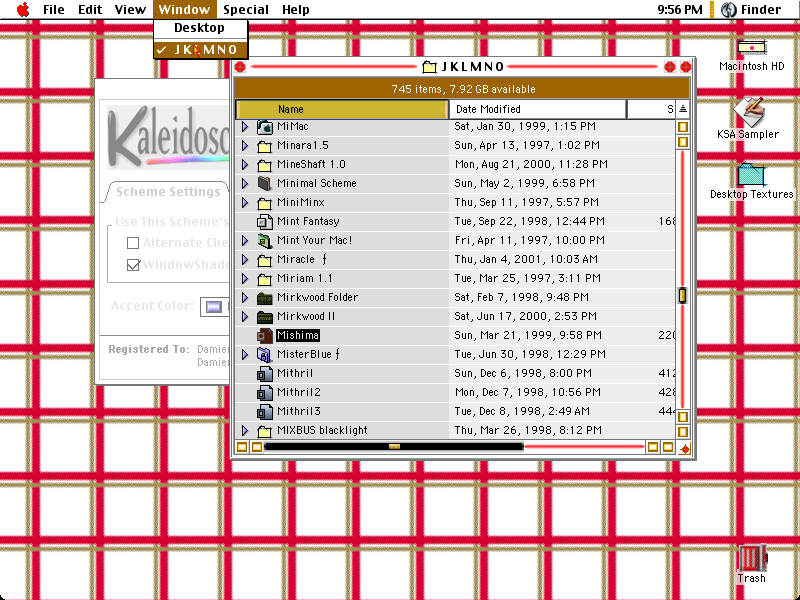 File Edit View Window Special Help 9:56 PM Finder
Desktop
✓ JKLMNO
JKLMNO
745 items, 7.92 GB available
Name Date Modified S
MiMac Sat, Jan 30, 1999, 1:15 PM
Minara1.5 Sun, Apr 13, 1997, 1:02 PM
MineShaft 1.0 Mon, Aug 21, 2000, 11:28 PM
Minimal Scheme Sun, May 2, 1999, 6:58 PM
MiniMinx Thu, Sep 11, 1997, 5:57 PM
Mint Fantasy Tue, Sep 22, 1998, 12:44 PM 168
Mint Your Mac! Fri, Apr 11, 1997, 10:00 PM
Miracle ƒ Thu, Jan 4, 2001, 10:03 AM
Miriam 1.1 Tue, Mar 25, 1997, 3:11 PM
Mirkwood Folder Sat, Feb 7, 1998, 9:48 PM
Mirkwood II Sat, Jun 17, 2000, 2:53 PM
Mishima Sun, Mar 21, 1999, 9:58 PM 220
MisterBlue ƒ Tue, Jun 30, 1998, 12:29 PM
Mithril Sun, Dec 6, 1998, 8:00 PM 412
Mithril2 Mon, Dec 7, 1998, 10:56 PM 428
Mithril3 Tue, Dec 8, 1998, 2:49 AM 444
MIXBUS blacklight Thu, Mar 26, 1998, 8:12 PM
Kaleidosc
Scheme Settings
Use This Scheme's
Alternate Che
WindowShad
Accent Color:
Registered To: Damien
Damien
Macintosh HD
KSA Sampler
Desktop Textures
Trash